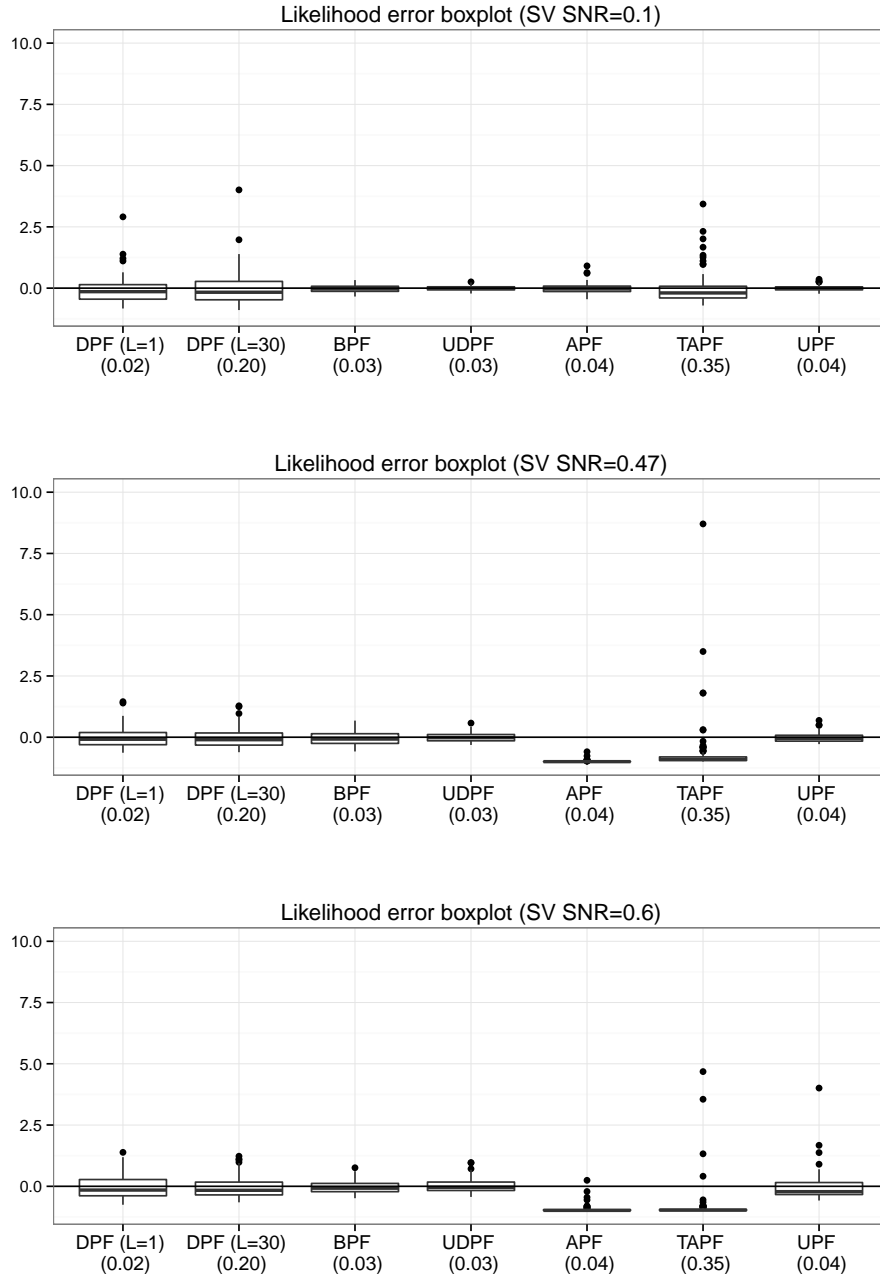 Likelihood error boxplot (SV SNR=0.1)
10.0
7.5
5.0
2.5
0.0
DPF (L=1) DPF (L=30) BPF UDPF APF TAPF UPF
(0.02) (0.20) (0.03) (0.03) (0.04) (0.35) (0.04)
Likelihood error boxplot (SV SNR=0.47)
10.0
7.5
5.0
2.5
0.0
DPF (L=1) DPF (L=30) BPF UDPF APF TAPF UPF
(0.02) (0.20) (0.03) (0.03) (0.04) (0.35) (0.04)
Likelihood error boxplot (SV SNR=0.6)
10.0
7.5
5.0
2.5
0.0
DPF (L=1) DPF (L=30) BPF UDPF APF TAPF UPF
(0.02) (0.20) (0.03) (0.03) (0.04) (0.35) (0.04)